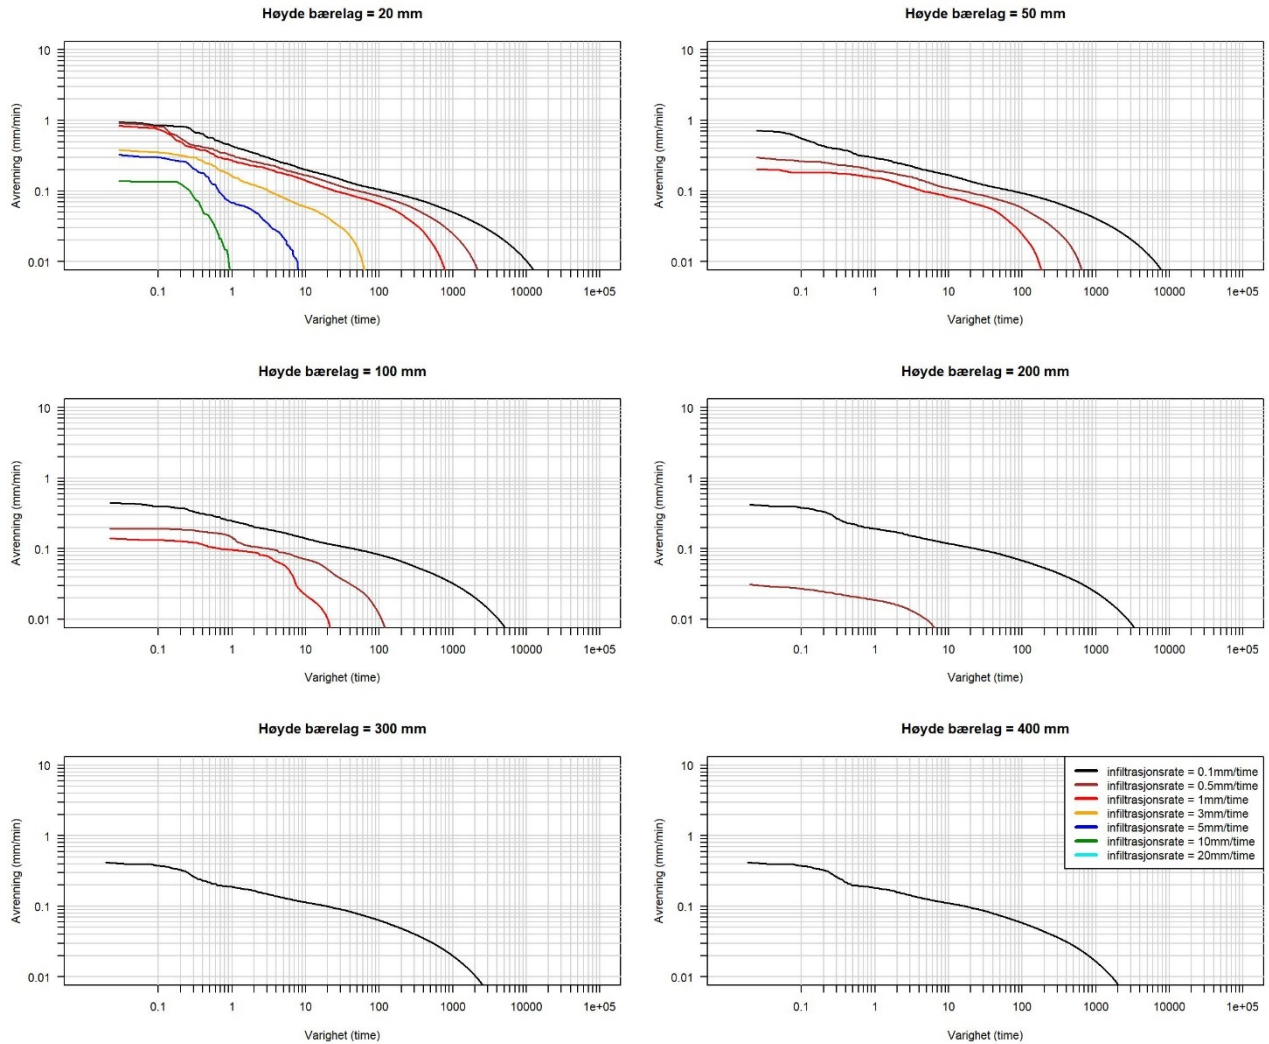 Høyde bærelag = 20 mm
10
1
0.1
0.01
Avrenning (mm/min)
0.1 1 10 100 1000 10000 1e+05
Varighet (time)
Høyde bærelag = 50 mm
10
1
0.1
0.01
Avrenning (mm/min)
0.1 1 10 100 1000 10000 1e+05
Varighet (time)
Høyde bærelag = 100 mm
10
1
0.1
0.01
Avrenning (mm/min)
0.1 1 10 100 1000 10000 1e+05
Varighet (time)
Høyde bærelag = 200 mm
10
1
0.1
0.01
Avrenning (mm/min)
0.1 1 10 100 1000 10000 1e+05
Varighet (time)
Høyde bærelag = 300 mm
10
1
0.1
0.01
Avrenning (mm/min)
0.1 1 10 100 1000 10000 1e+05
Varighet (time)
Høyde bærelag = 400 mm
10
1
0.1
0.01
Avrenning (mm/min)
infiltrasjonsrate = 0.1mm/time
infiltrasjonsrate = 0.5mm/time
infiltrasjonsrate = 1mm/time
infiltrasjonsrate = 3mm/time
infiltrasjonsrate = 5mm/time
infiltrasjonsrate = 10mm/time
infiltrasjonsrate = 20mm/time
0.1 1 10 100 1000 10000 1e+05
Varighet (time)